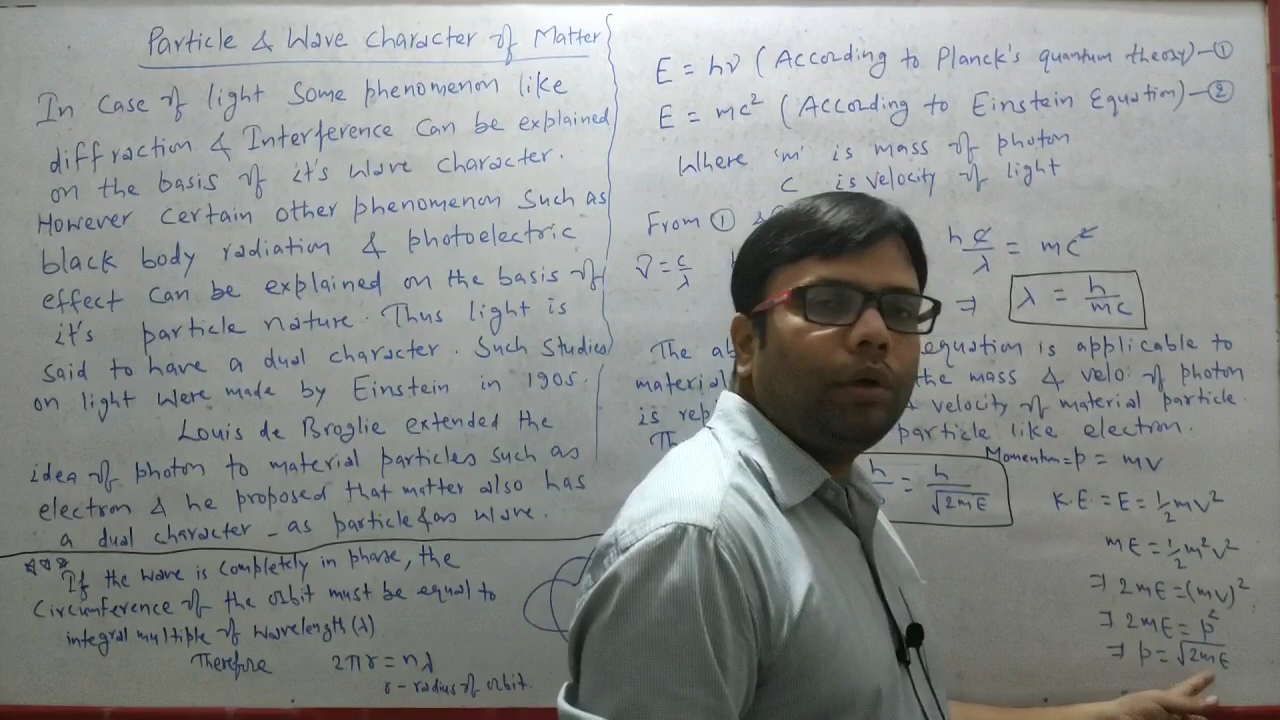 Particle & Wave character of Matter
In case of light some phenomenon like
diffraction & Interference can be explained
on the basis of it's wave character.
However certain other phenomenon such as
black body radiation & photoelectric
effect can be explained on the basis of
it's particle nature. Thus light is
said to have a dual character. Such studies
on light were made by Einstein in 1905.
Louis de Broglie extended the
idea of photon to material particles such as
electron & he proposed that matter also has
a dual character - as particle & as wave.
If the wave is completely in phase, the
circumference of the orbit must be equal to
integral multiple of wavelength (λ)
Therefore 2πr = nλ
r - radius of orbit.
E = hν (According to Planck's quantum theory) - ①
E = mc² (According to Einstein Equation) - ②
Where 'm' is mass of photon
c is velocity of light
From ① &
ν = c/λ h c/λ = mc²
⇒ λ = h/mc
The equation is applicable to
material the mass & velo. of photon
is velocity of material particle.
particle like electron.
h = h/√2mE
Momentum = p = mv
K.E = E = 1/2 mv²
mE = 1/2 m²v²
⇒ 2mE = (mv)²
⇒ 2mE = p²
⇒ p = √2mE